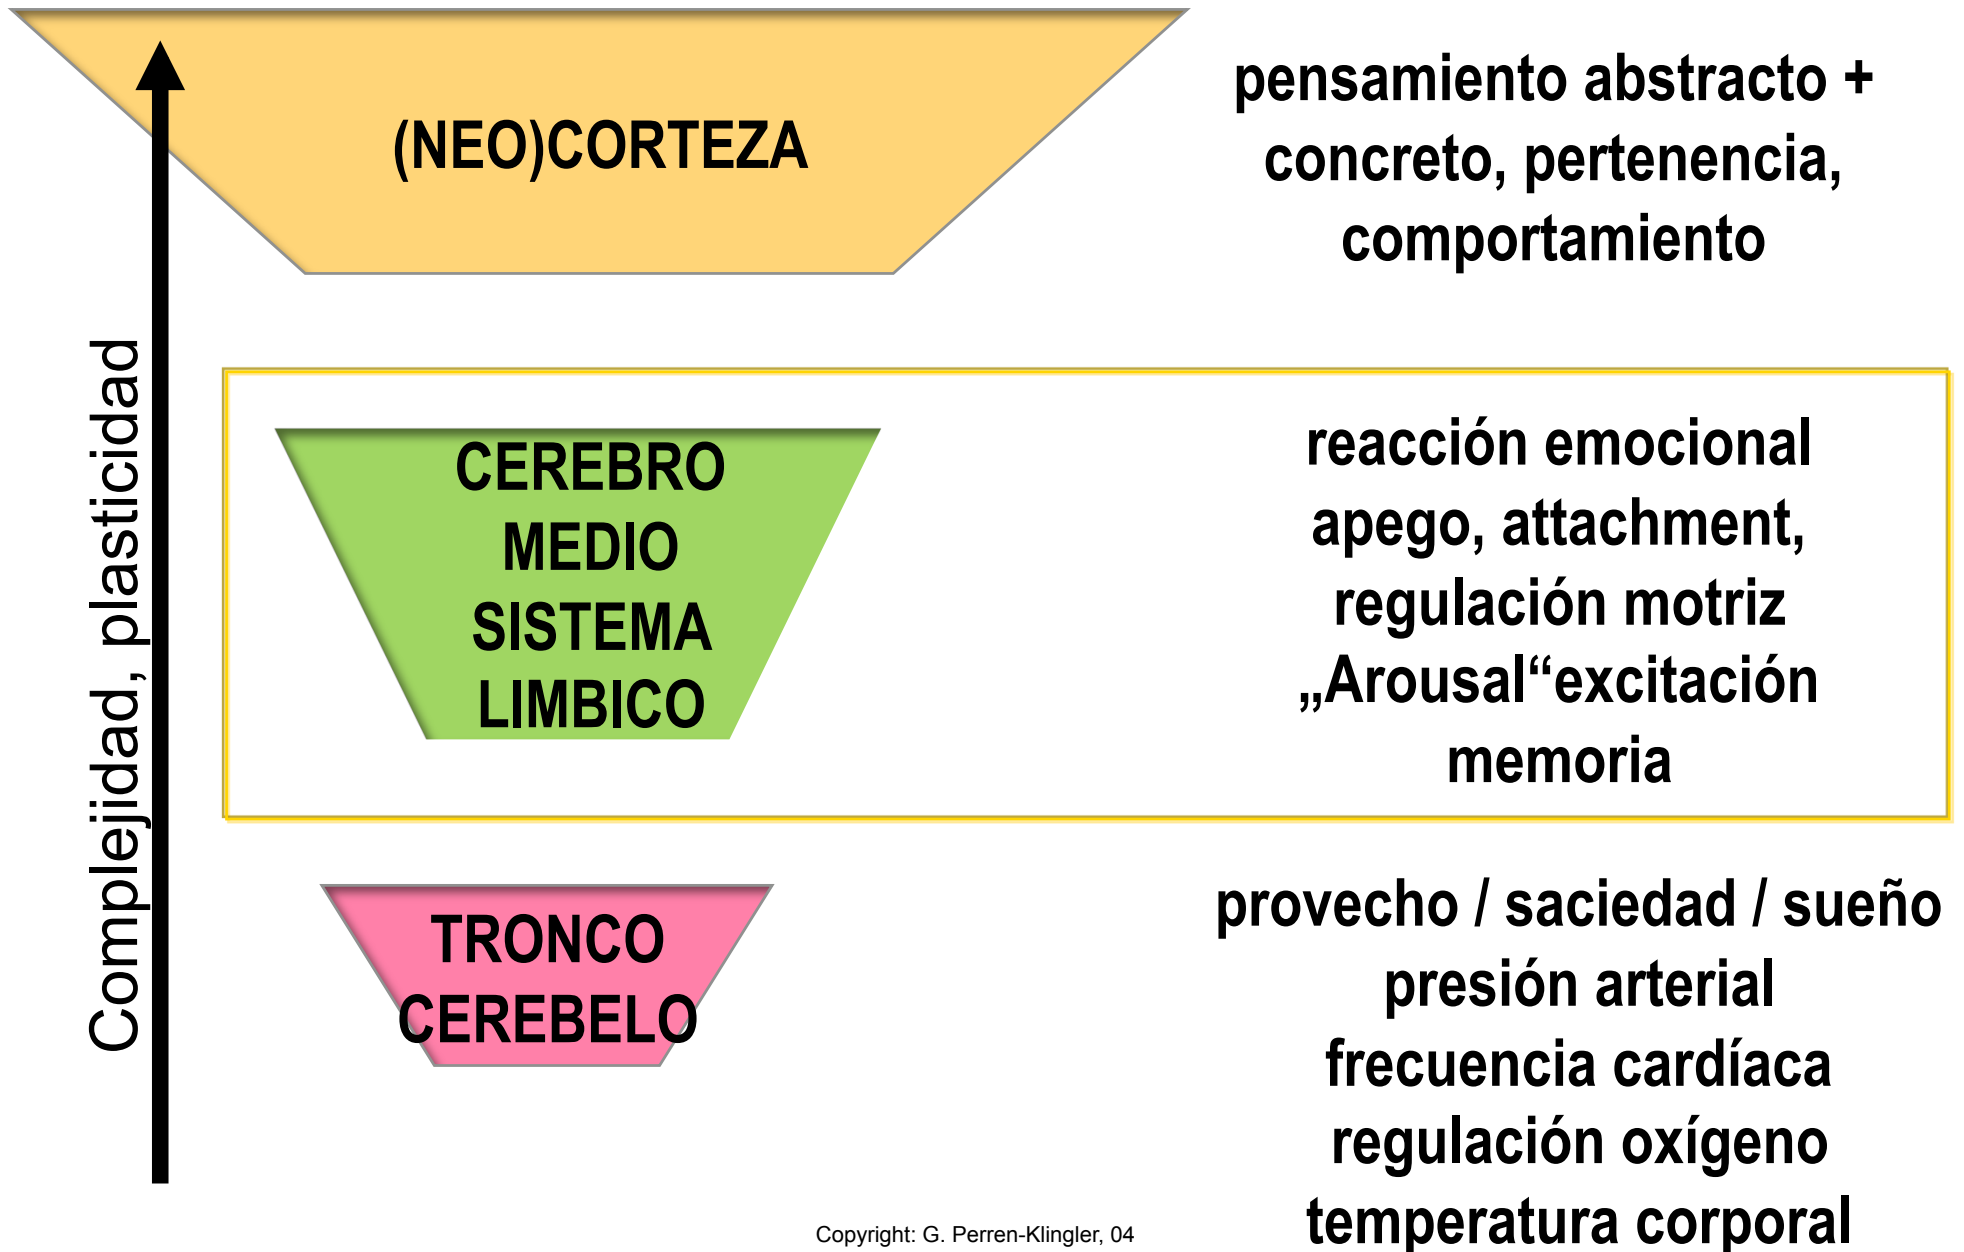 (NEO)CORTEZA
pensamiento abstracto +
concreto, pertenencia,
comportamiento
Complejidad, plasticidad
CEREBRO
MEDIO
SISTEMA
LIMBICO
reacción emocional
apego, attachment,
regulación motriz
„Arousal“excitación
memoria
TRONCO
CEREBELO
provecho / saciedad / sueño
presión arterial
frecuencia cardíaca
regulación oxígeno
temperatura corporal
Copyright: G. Perren-Klingler, 04